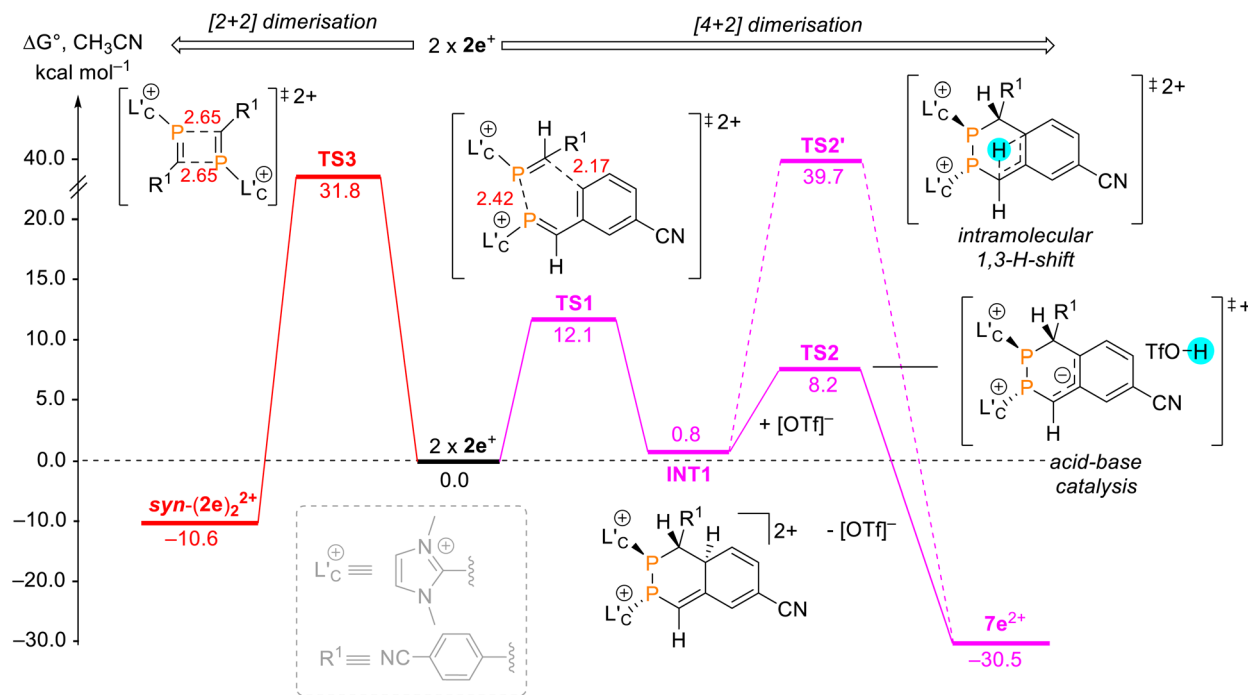 [2+2] dimerisation
[4+2] dimerisation
ΔG°, CH₃CN
kcal mol⁻¹
2 x 2e⁺
L'C⊕
R¹
‡2+
2.65
P
P
2.65
R¹
L'C⊕
TS3
31.8
H
‡2+
L'C⊕
R¹
P
2.17
2.42
L'C⊕
P
CN
H
TS2'
39.7
H
R¹
‡2+
L'C⊕
P
H
P
L'C⊕
CN
H
intramolecular
1,3-H-shift
40.0
20.0
15.0
10.0
5.0
0.0
–10.0
–20.0
–30.0
TS1
12.1
TS2
8.2
H
R¹
‡+
L'C⊕
P
TfO–H
P
⊖
L'C⊕
CN
H
acid-base
catalysis
2 x 2e⁺
0.0
0.8
INT1
+ [OTf]⁻
syn-(2e)₂²⁺
–10.6
L'C⊕ ≡
N
⊕
N
R¹ ≡ NC
H
R¹
H
2+
- [OTf]⁻
L'C⊕
P
P
L'C⊕
CN
H
7e²⁺
–30.5